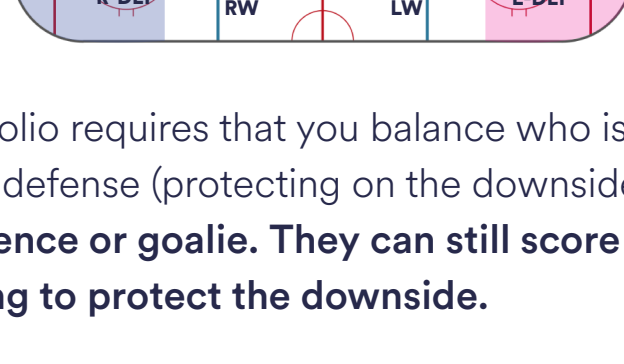 RW LW
olio requires that you balance who is
defense (protecting on the downside
ence or goalie. They can still score
ng to protect the downside.